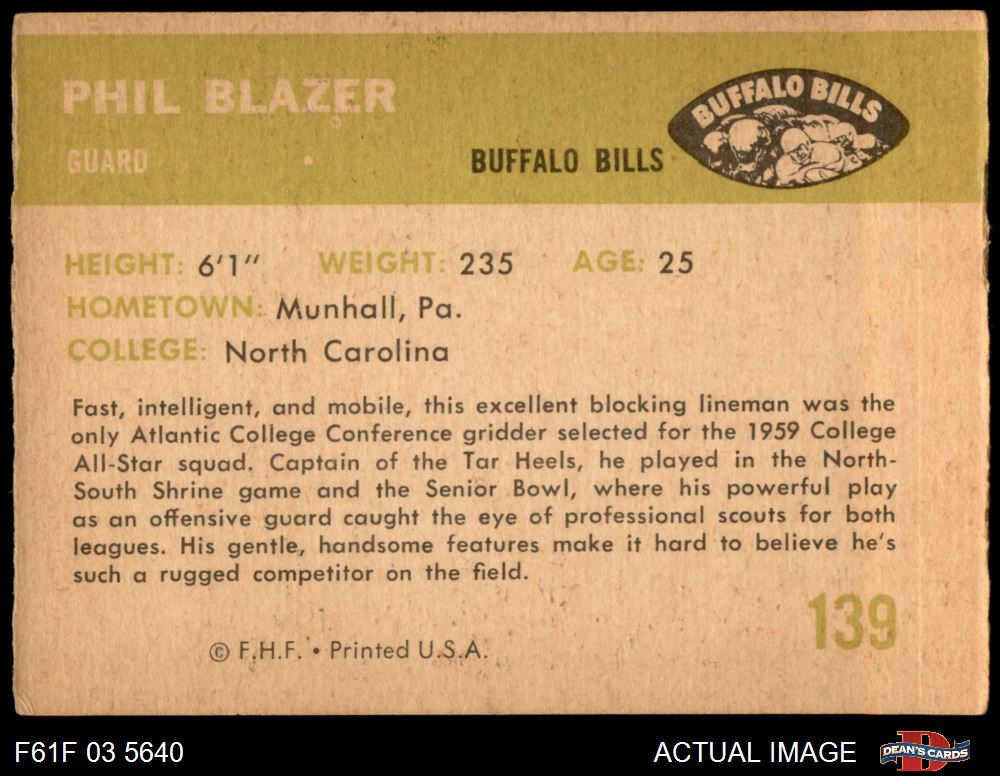 PHIL BLAZER
GUARD
BUFFALO BILLS
BUFFALO BILLS
HEIGHT: 6'1" WEIGHT: 235 AGE: 25
HOMETOWN: Munhall, Pa.
COLLEGE: North Carolina
Fast, intelligent, and mobile, this excellent blocking lineman was the
only Atlantic College Conference gridder selected for the 1959 College
All-Star squad. Captain of the Tar Heels, he played in the North-
South Shrine game and the Senior Bowl, where his powerful play
as an offensive guard caught the eye of professional scouts for both
leagues. His gentle, handsome features make it hard to believe he's
such a rugged competitor on the field.
139
© F.H.F. • Printed U.S.A.
F61F 03 5640
ACTUAL IMAGE
D
DEAN'S CARDS